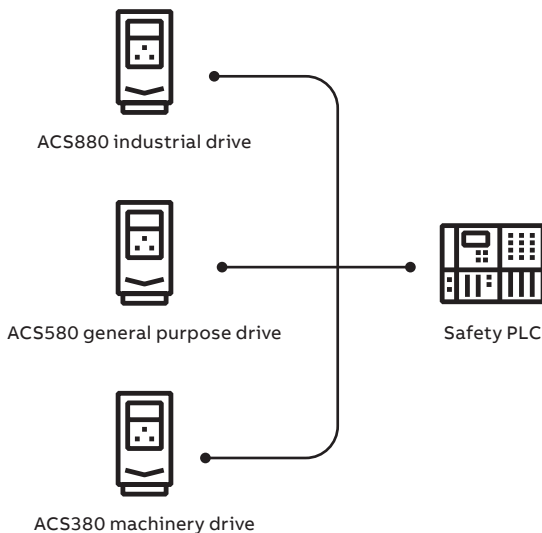 ACS880 industrial drive
ACS580 general purpose drive
Safety PLC
ACS380 machinery drive